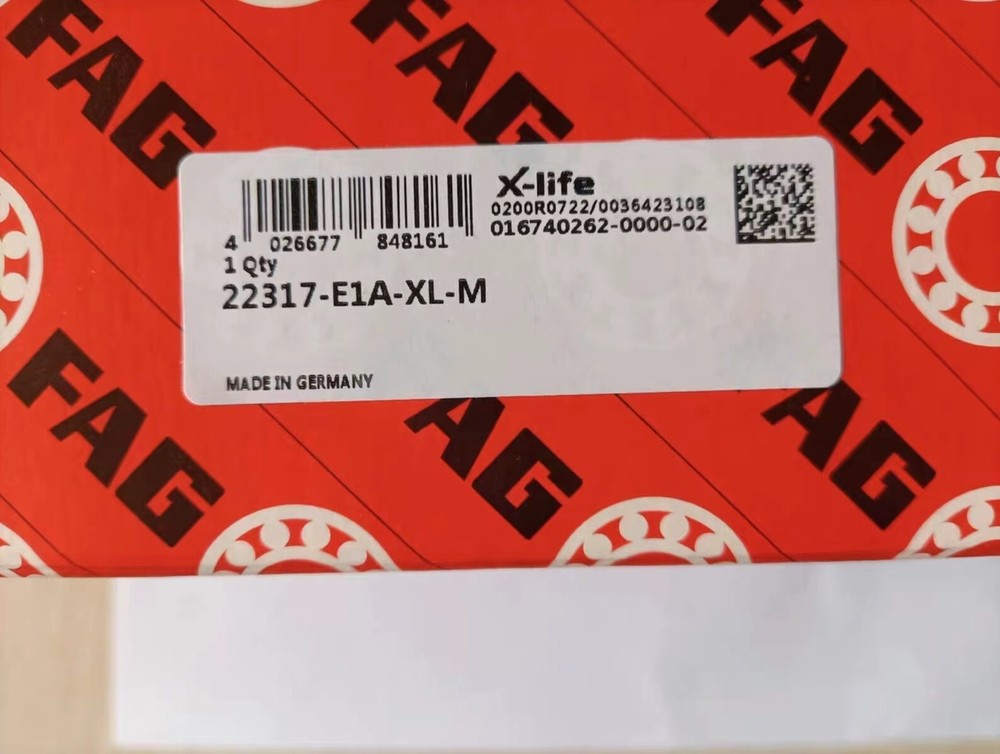 FAG
FAG
FAG
X-life
0200R0722/0036423108
016740262-0000-02
4 026677 848161
1 Qty
22317-E1A-XL-M
MADE IN GERMANY
FAG
FAG
FAG